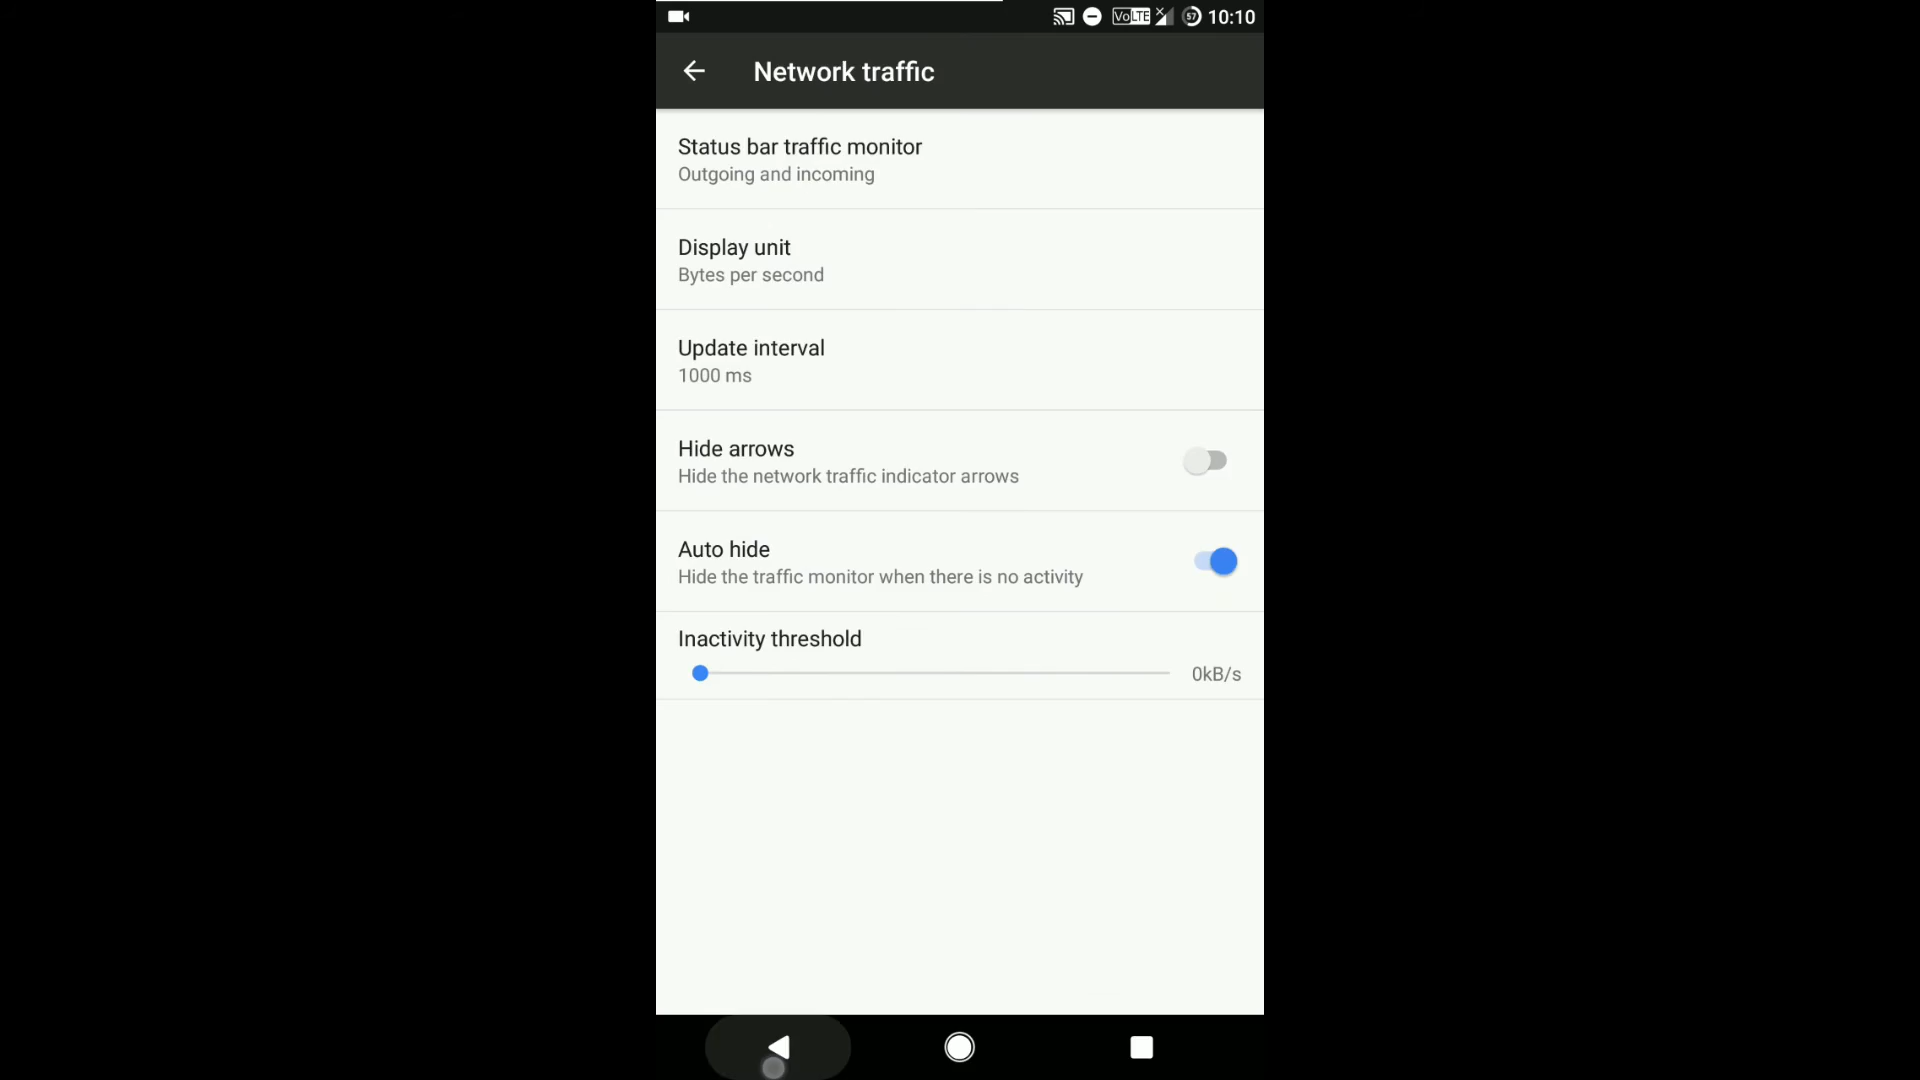 VoLTE 57 10:10
Network traffic
Status bar traffic monitor
Outgoing and incoming
Display unit
Bytes per second
Update interval
1000 ms
Hide arrows
Hide the network traffic indicator arrows
Auto hide
Hide the traffic monitor when there is no activity
Inactivity threshold
0kB/s